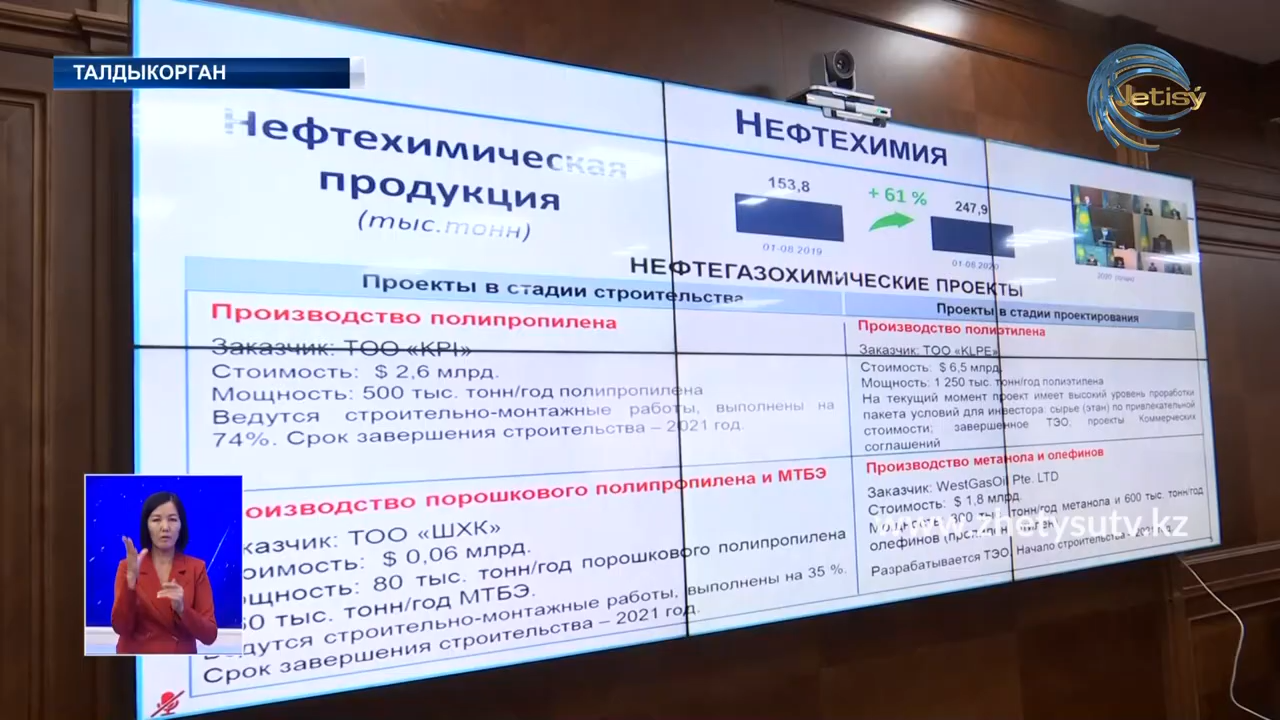 ТАЛДЫКОРГАН
Jetisý
Нефтехимическая
продукция
(тыс.тонн)
НЕФТЕХИМИЯ
153,8
+ 61 %
247,9
01-08.2019
01-08.2020
НЕФТЕГАЗОХИМИЧЕСКИЕ ПРОЕКТЫ
Проекты в стадии строительства
Производство полипропилена
Заказчик: ТОО «KPI»
Стоимость: $ 2,6 млрд.
Мощность: 500 тыс. тонн/год полипропилена
Ведутся строительно-монтажные работы, выполнены на
74%. Срок завершения строительства – 2021 год.
оизводство порошкового полипропилена и МТБЭ
аказчик: ТОО «ШХК»
оимость: $ 0,06 млрд.
ощность: 80 тыс. тонн/год порошкового полипропилена
60 тыс. тонн/год МТБЭ.
Ведутся строительно-монтажные работы, выполнены на 35 %.
Срок завершения строительства – 2021 год.
Проекты в стадии проектирования
Производство полиэтилена
Заказчик: ТОО «KLPE»
Стоимость: $ 6,5 млрд.
Мощность: 1 250 тыс. тонн/год полиэтилена
На текущий момент проект имеет высокий уровень проработки
пакета условий для инвестора: сырье (этан) по привлекательной
стоимости; завершенное ТЭО; проекты Коммерческих
соглашений
Производство метанола и олефинов
Заказчик: WestGasOil Pte. LTD
Стоимость: $ 1,8 млрд.
тыс. тонн/год метанола и 600 тыс. тонн/год
олефинов
Разрабатывается ТЭО. Начало строительства
www.zhetysutv.kz